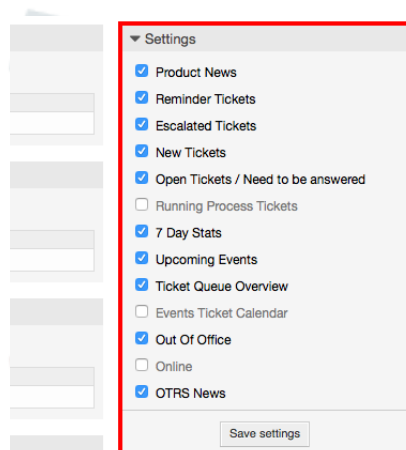 Settings
Product News
Reminder Tickets
Escalated Tickets
New Tickets
Open Tickets / Need to be answered
Running Process Tickets
7 Day Stats
Upcoming Events
Ticket Queue Overview
Events Ticket Calendar
Out Of Office
Online
OTRS News
Save settings